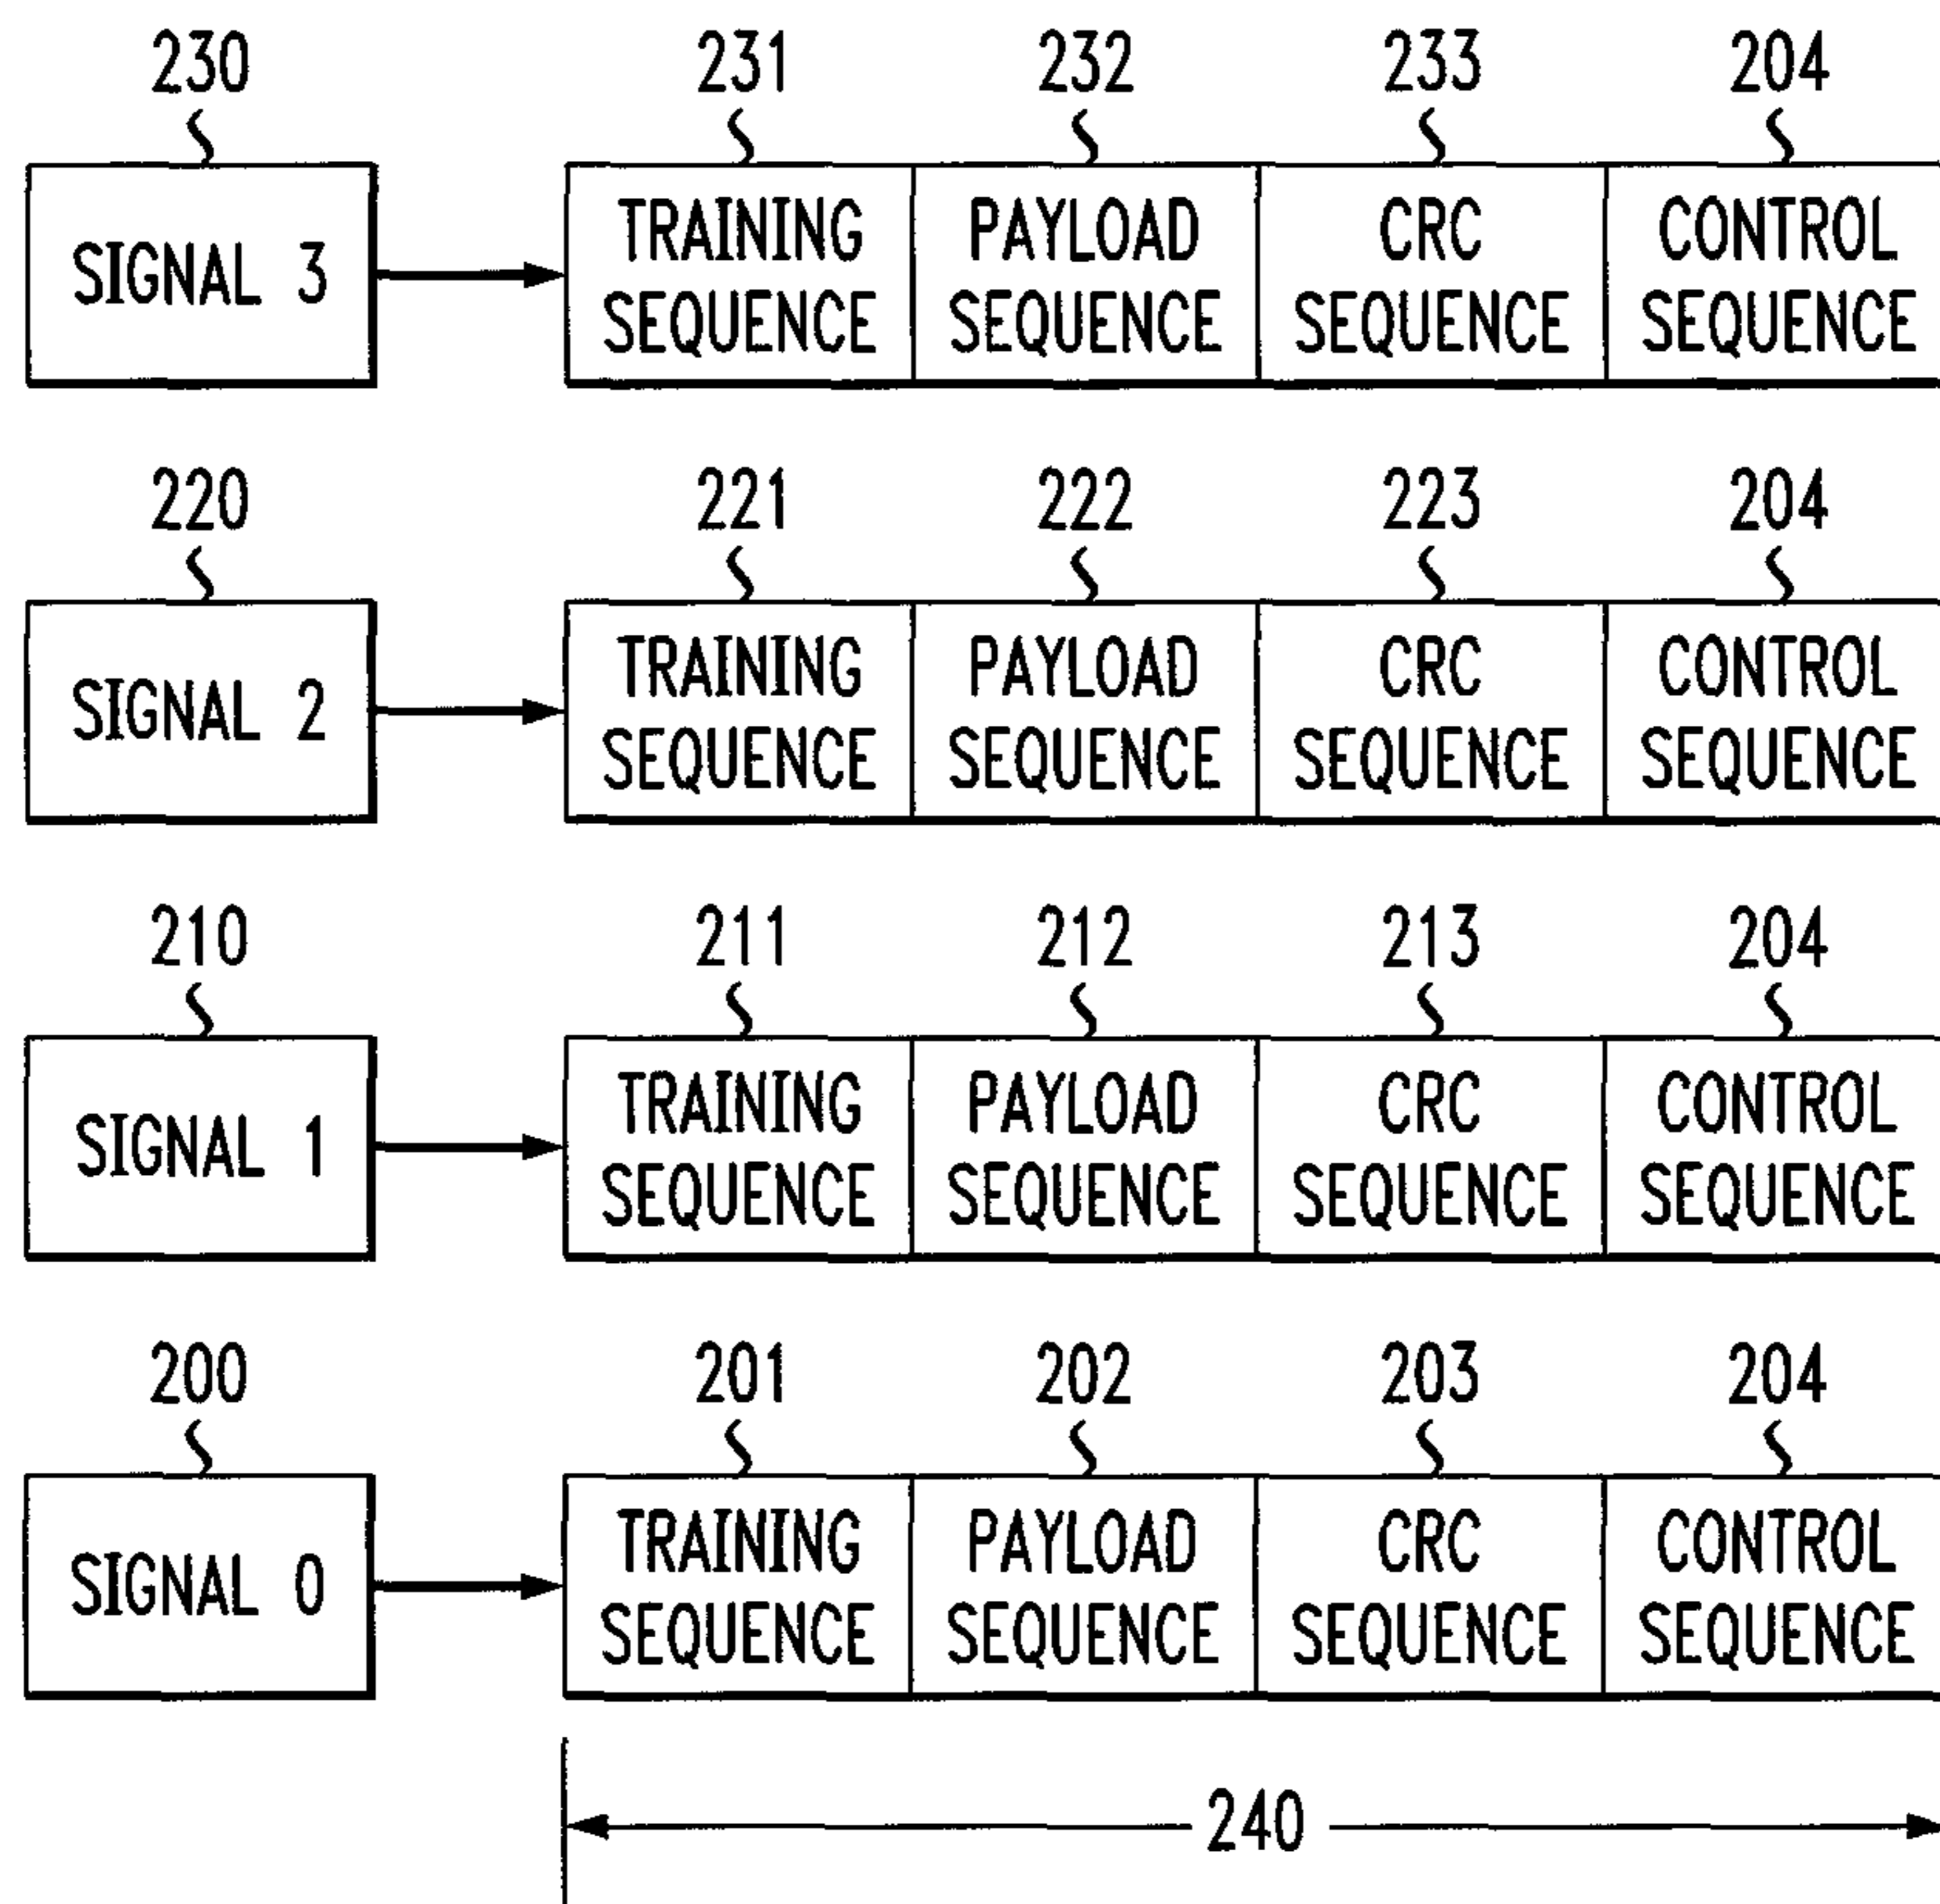 230 231 232 233 204
SIGNAL 3
TRAINING SEQUENCE
PAYLOAD SEQUENCE
CRC SEQUENCE
CONTROL SEQUENCE
220 221 222 223 204
SIGNAL 2
TRAINING SEQUENCE
PAYLOAD SEQUENCE
CRC SEQUENCE
CONTROL SEQUENCE
210 211 212 213 204
SIGNAL 1
TRAINING SEQUENCE
PAYLOAD SEQUENCE
CRC SEQUENCE
CONTROL SEQUENCE
200 201 202 203 204
SIGNAL 0
TRAINING SEQUENCE
PAYLOAD SEQUENCE
CRC SEQUENCE
CONTROL SEQUENCE
240